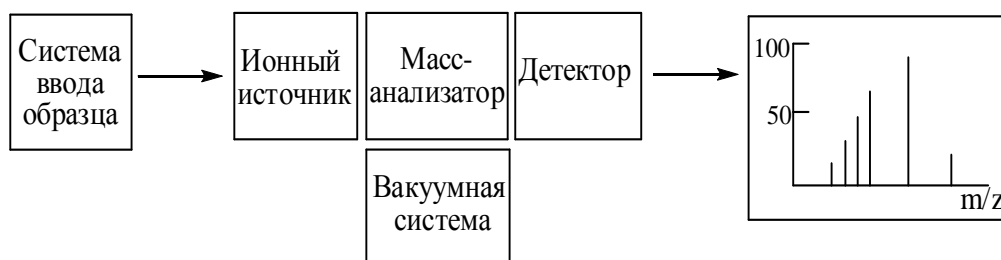 Система
ввода
образца
Ионный
источник
Масс-
анализатор
Детектор
Вакуумная
система
100
50
m/z